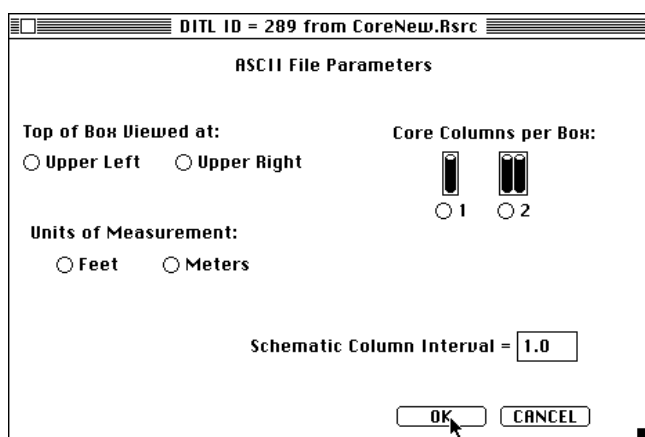 DITL ID = 289 from CoreNew.Rsrc
ASCII File Parameters
Top of Box Viewed at:
Core Columns per Box:
Upper Left Upper Right
1 2
Units of Measurement:
Feet Meters
Schematic Column Interval = 1.0
OK CANCEL